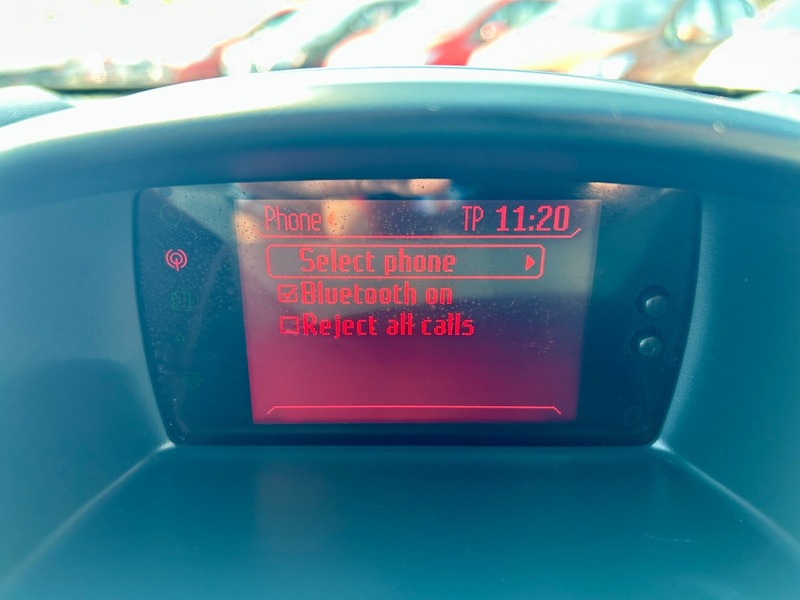 Phone TP 11:20
Select phone
Bluetooth on
Reject all calls